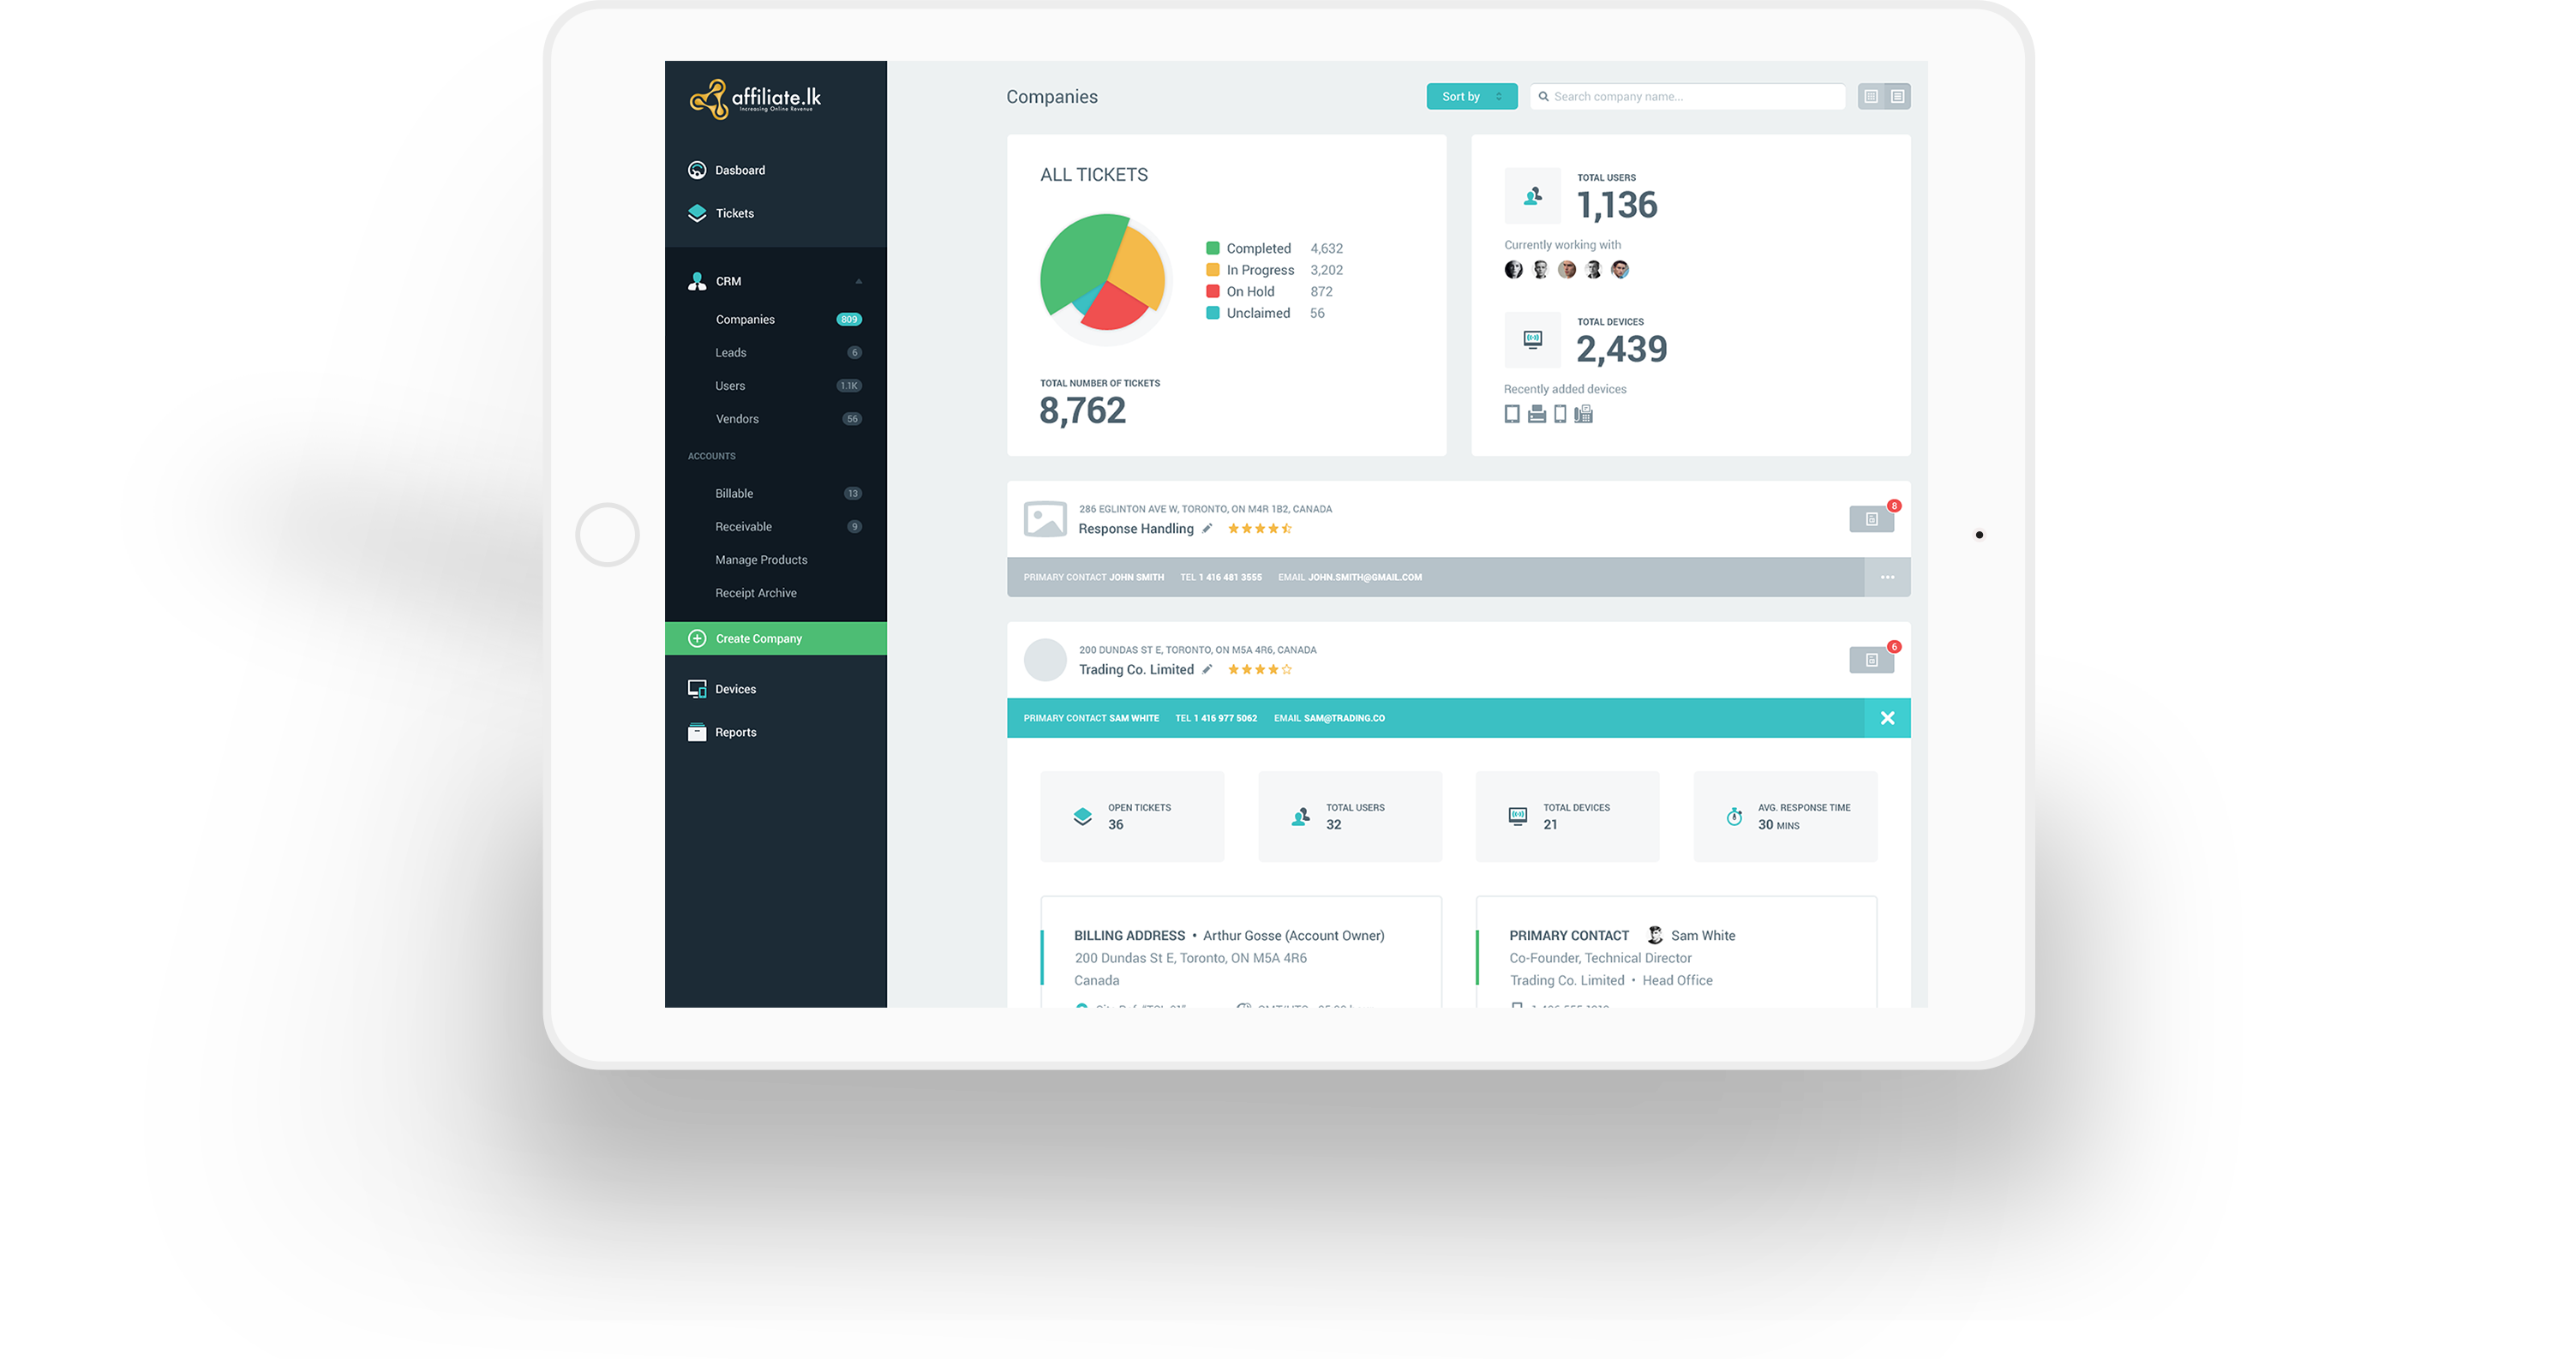 affiliate.lk
Increasing Online Revenue
Dasboard
Tickets
CRM
Companies 809
Leads 6
Users 1.1K
Vendors 56
ACCOUNTS
Billable 13
Receivable 9
Manage Products
Receipt Archive
Create Company
Devices
Reports
Companies
Sort by
Search company name...
ALL TICKETS
Completed 4,632
In Progress 3,202
On Hold 872
Unclaimed 56
TOTAL NUMBER OF TICKETS
8,762
TOTAL USERS
1,136
Currently working with
TOTAL DEVICES
2,439
Recently added devices
286 EGLINTON AVE W, TORONTO, ON M4R 1B2, CANADA
Response Handling
8
PRIMARY CONTACT JOHN SMITH TEL 1 416 481 3555 EMAIL JOHN.SMITH@GMAIL.COM
200 DUNDAS ST E, TORONTO, ON M5A 4R6, CANADA
Trading Co. Limited
6
PRIMARY CONTACT SAM WHITE TEL 1 416 977 5062 EMAIL SAM@TRADING.CO
OPEN TICKETS
36
TOTAL USERS
32
TOTAL DEVICES
21
AVG. RESPONSE TIME
30 MINS
BILLING ADDRESS • Arthur Gosse (Account Owner)
200 Dundas St E, Toronto, ON M5A 4R6
Canada
PRIMARY CONTACT Sam White
Co-Founder, Technical Director
Trading Co. Limited • Head Office